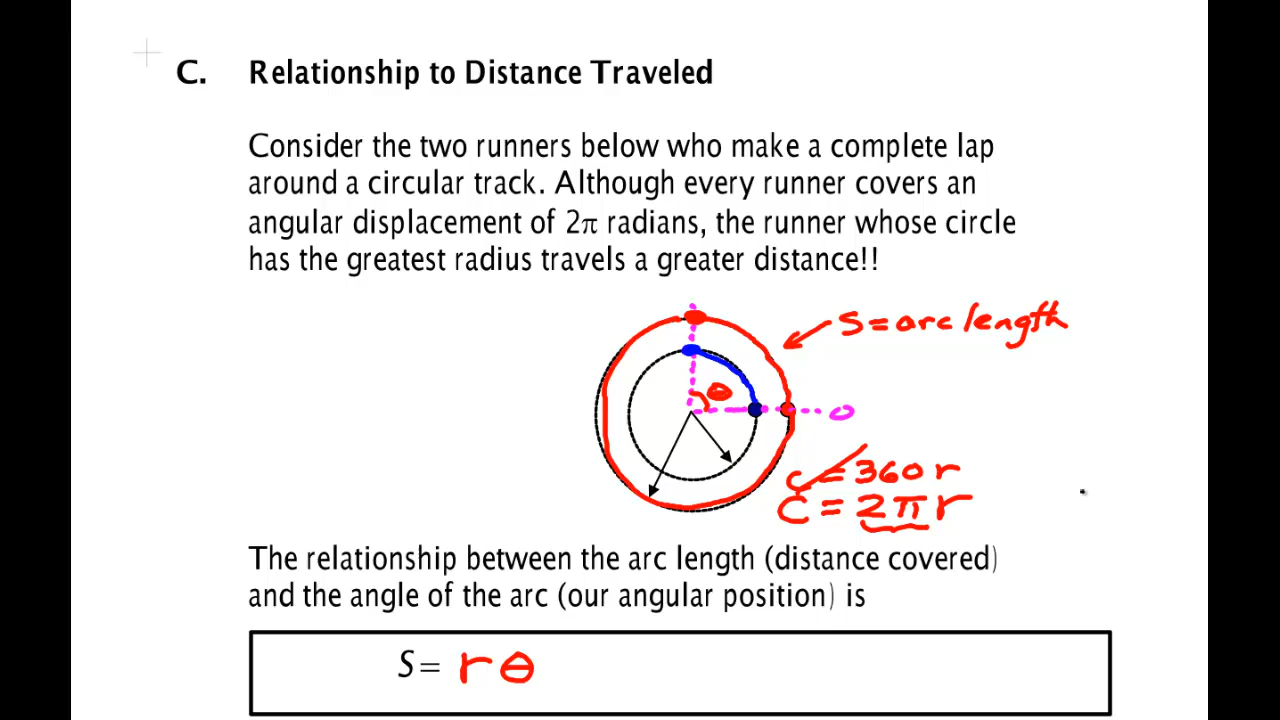 C. Relationship to Distance Traveled
Consider the two runners below who make a complete lap
around a circular track. Although every runner covers an
angular displacement of 2π radians, the runner whose circle
has the greatest radius travels a greater distance!!
S = arc length
θ
0
C = 360 r
C = 2πr
The relationship between the arc length (distance covered)
and the angle of the arc (our angular position) is
S = rθ